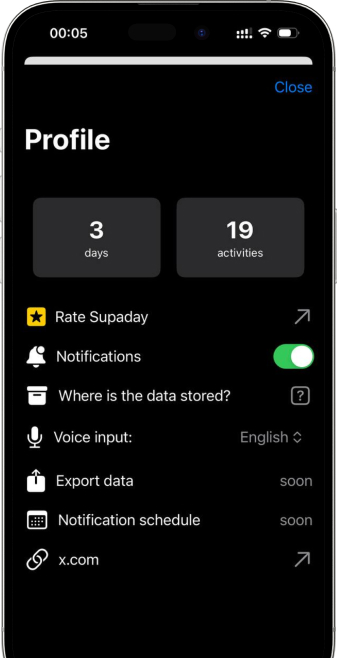 00:05
Close
Profile
3
days
19
activities
Rate Supaday
Notifications
Where is the data stored?
?
Voice input:
English
Export data
soon
Notification schedule
soon
x.com